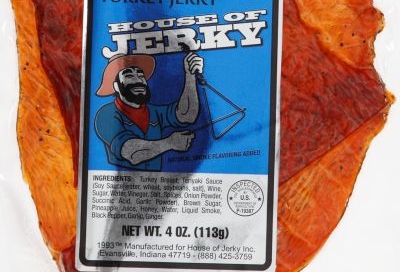 TURKEY JERKY
HOUSE OF
JERKY
NATURAL SMOKE FLAVORING ADDED
INGREDIENTS: Turkey Breast, Teriyaki Sauce
(Soy Sauce(water, wheat, soybeans, salt), Wine,
Sugar, Water, Vinegar, Salt, Spices, Onion Powder,
Succinic Acid, Garlic Powder), Brown Sugar,
Pineapple Juice, Honey, Water, Liquid Smoke,
Black Pepper, Garlic, Ginger.
INSPECTED
U.S.
DEPARTMENT OF
AGRICULTURE
P-19367
NET WT. 4 OZ. (113g)
1993™ Manufactured for House of Jerky Inc.
Evansville, Indiana 47719 - (888) 425-3759